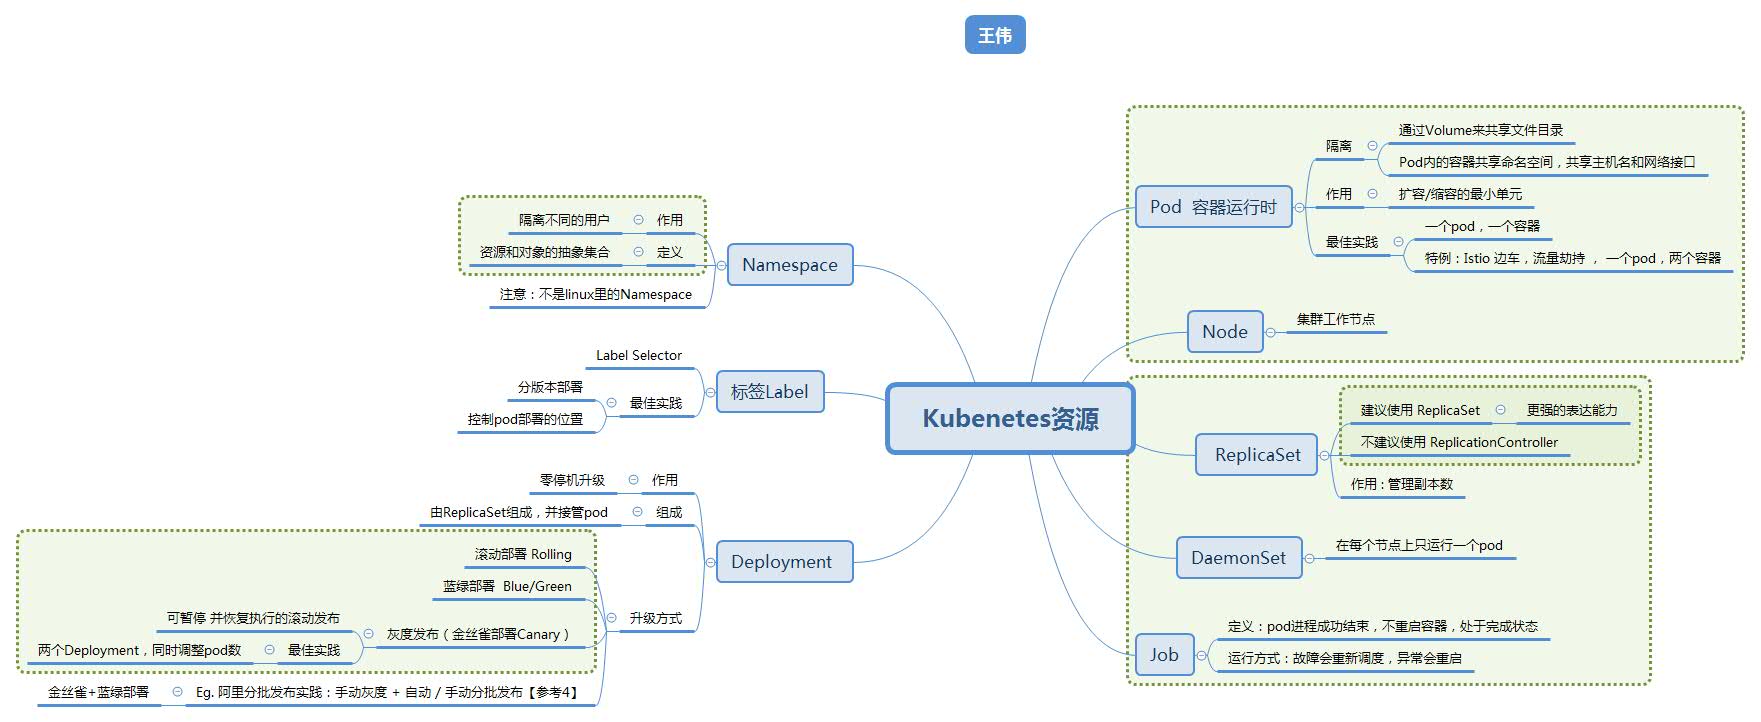 王伟
Kubenetes资源
Pod 容器运行时
隔离
通过Volume来共享文件目录
Pod内的容器共享命名空间，共享主机名和网络接口
作用
扩容/缩容的最小单元
最佳实践
一个pod，一个容器
特例：Istio 边车，流量劫持 ， 一个pod，两个容器
Node
集群工作节点
ReplicaSet
建议使用 ReplicaSet
更强的表达能力
不建议使用 ReplicationController
作用：管理副本数
DaemonSet
在每个节点上只运行一个pod
Job
定义：pod进程成功结束，不重启容器，处于完成状态
运行方式：故障会重新调度，异常会重启
Namespace
作用
隔离不同的用户
定义
资源和对象的抽象集合
注意：不是linux里的Namespace
标签Label
Label Selector
最佳实践
分版本部署
控制pod部署的位置
Deployment
作用
零停机升级
组成
由ReplicaSet组成，并接管pod
升级方式
滚动部署 Rolling
蓝绿部署 Blue/Green
灰度发布（金丝雀部署Canary）
可暂停 并恢复执行的滚动发布
最佳实践
两个Deployment，同时调整pod数
Eg. 阿里分批发布实践：手动灰度 + 自动 / 手动分批发布【参考4】
金丝雀+蓝绿部署